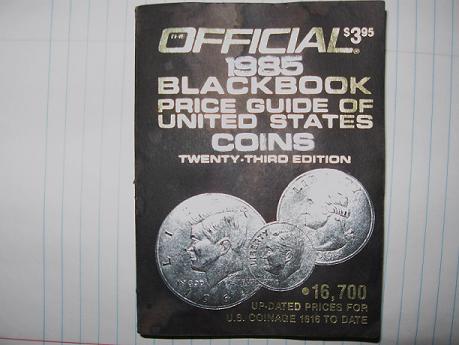 THE
OFFICIAL® $3.95
1985
BLACKBOOK
PRICE GUIDE OF
UNITED STATES
COINS
TWENTY-THIRD EDITION
LIBERTY
•16,700
UP-DATED PRICES FOR
U.S. COINAGE 1616 TO DATE